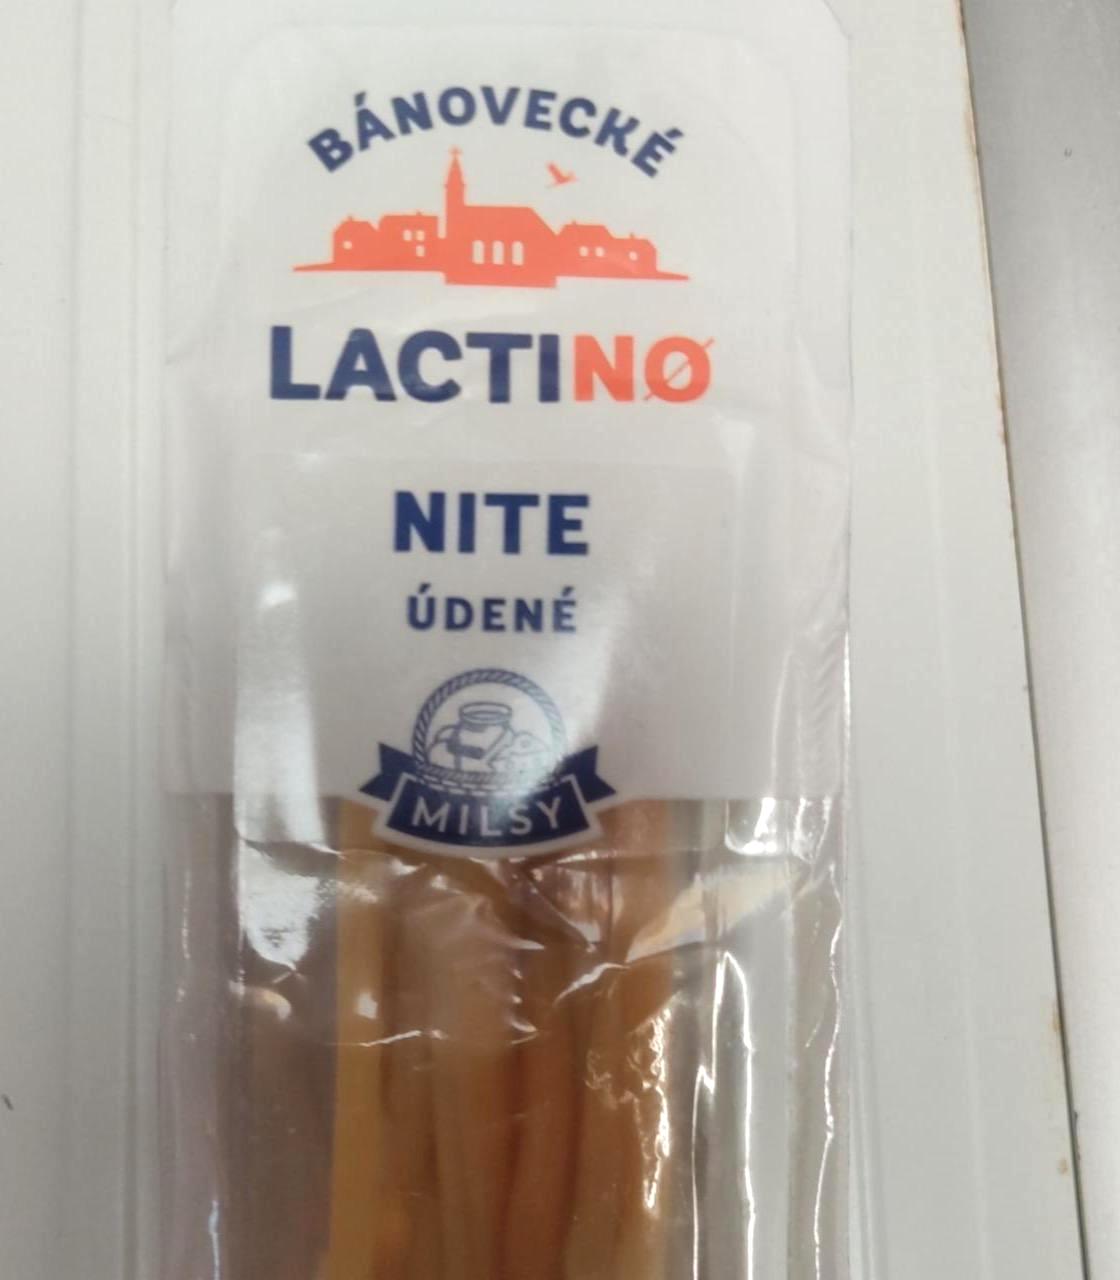 BÁNOVECKÉ
LACTINØ
NITE
ÚDENÉ
MILSY